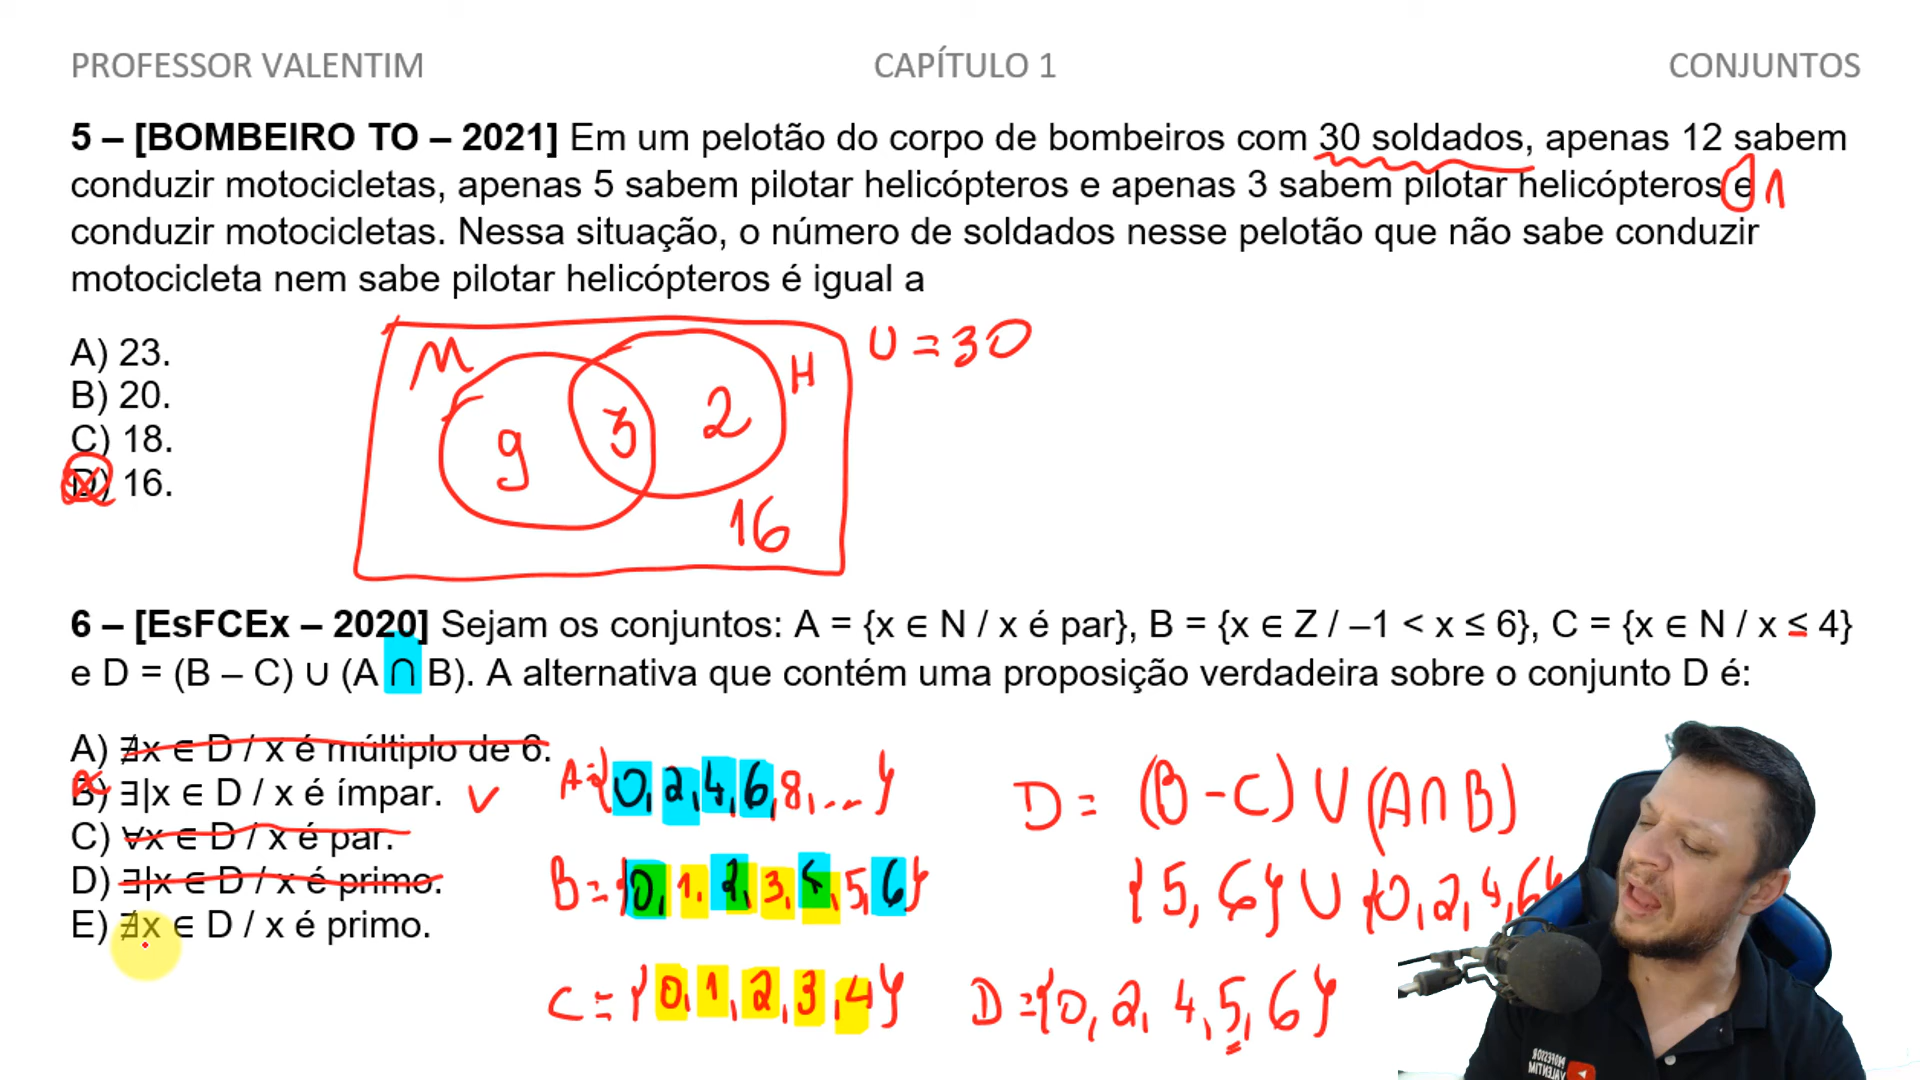 PROFESSOR VALENTIM CAPÍTULO 1 CONJUNTOS
5 – [BOMBEIRO TO – 2021] Em um pelotão do corpo de bombeiros com 30 soldados, apenas 12 sabem
conduzir motocicletas, apenas 5 sabem pilotar helicópteros e apenas 3 sabem pilotar helicópteros e ∩
conduzir motocicletas. Nessa situação, o número de soldados nesse pelotão que não sabe conduzir
motocicleta nem sabe pilotar helicópteros é igual a
A) 23.
B) 20.
C) 18.
D) 16.
M H U = 30
9 3 2
16
6 – [EsFCEx – 2020] Sejam os conjuntos: A = {x ∈ N / x é par}, B = {x ∈ Z / –1 < x ≤ 6}, C = {x ∈ N / x ≤ 4}
e D = (B – C) ∪ (A ∩ B). A alternativa que contém uma proposição verdadeira sobre o conjunto D é:
A) ∄x ∈ D / x é múltiplo de 6.
B) ∃|x ∈ D / x é ímpar. V
C) ∀x ∈ D / x é par.
D) ∃|x ∈ D / x é primo.
E) ∄x ∈ D / x é primo.
A={0, 2, 4, 6, 8, ...}
B={0, 1, 2, 3, 4, 5, 6}
C={0, 1, 2, 3, 4}
D = (B - C) ∪ (A ∩ B)
{5, 6} ∪ {0, 2, 4, 6}
D={0, 2, 4, 5, 6}
PROFESSOR
VALENTIM